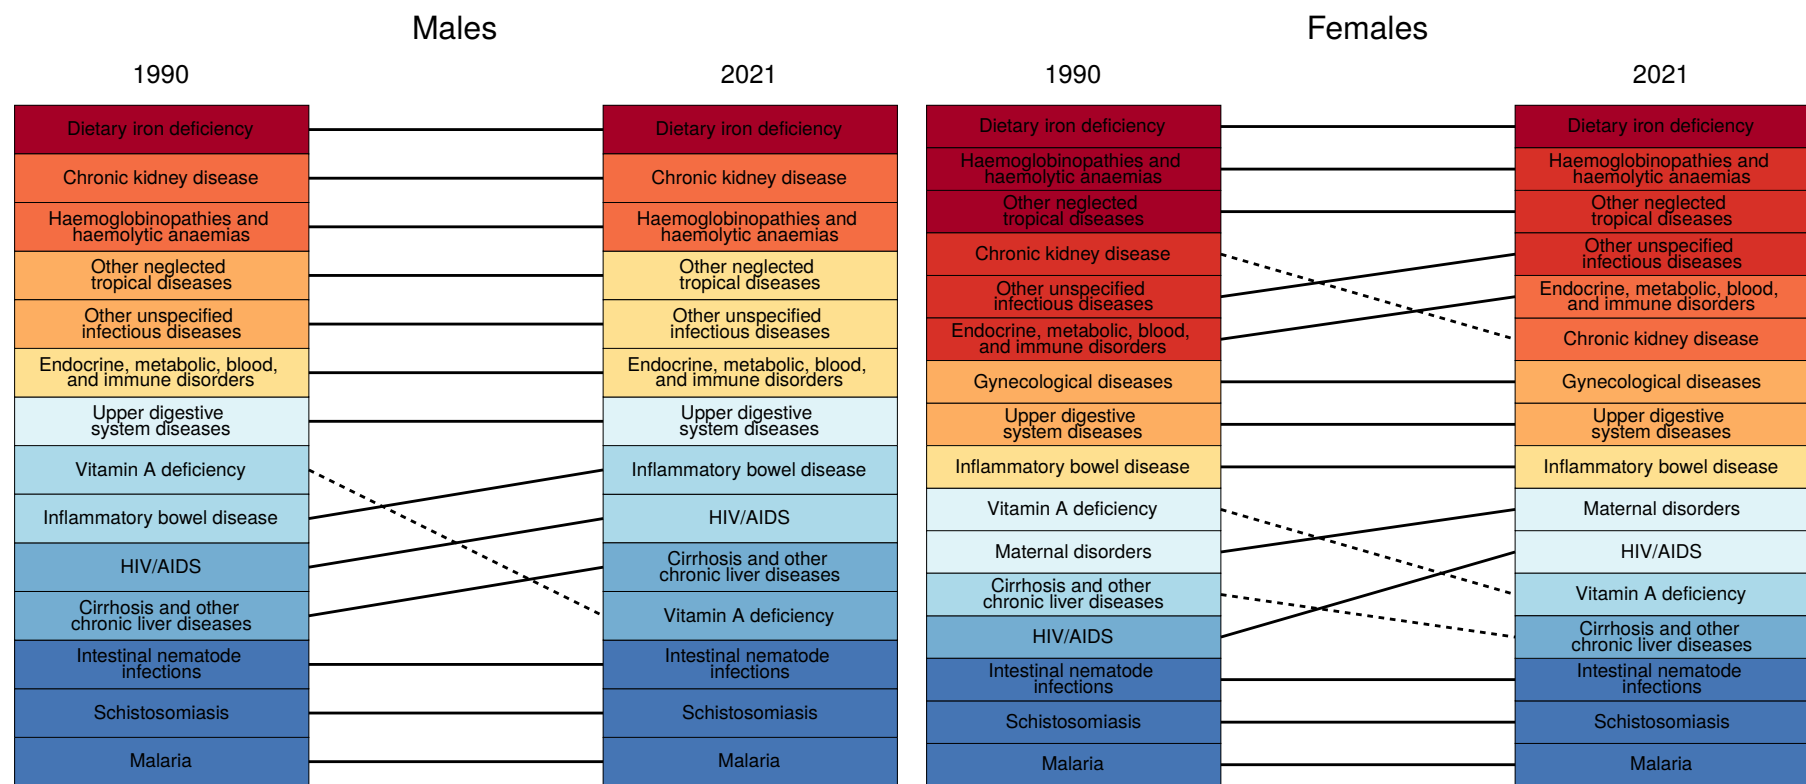 Males
1990
2021
Dietary iron deficiency
Chronic kidney disease
Haemoglobinopathies and
haemolytic anaemias
Other neglected
tropical diseases
Other unspecified
infectious diseases
Endocrine, metabolic, blood,
and immune disorders
Upper digestive
system diseases
Vitamin A deficiency
Inflammatory bowel disease
HIV/AIDS
Cirrhosis and other
chronic liver diseases
Intestinal nematode
infections
Schistosomiasis
Malaria
Dietary iron deficiency
Chronic kidney disease
Haemoglobinopathies and
haemolytic anaemias
Other neglected
tropical diseases
Other unspecified
infectious diseases
Endocrine, metabolic, blood,
and immune disorders
Upper digestive
system diseases
Inflammatory bowel disease
HIV/AIDS
Cirrhosis and other
chronic liver diseases
Vitamin A deficiency
Intestinal nematode
infections
Schistosomiasis
Malaria
Females
1990
2021
Dietary iron deficiency
Haemoglobinopathies and
haemolytic anaemias
Other neglected
tropical diseases
Chronic kidney disease
Other unspecified
infectious diseases
Endocrine, metabolic, blood,
and immune disorders
Gynecological diseases
Upper digestive
system diseases
Inflammatory bowel disease
Vitamin A deficiency
Maternal disorders
Cirrhosis and other
chronic liver diseases
HIV/AIDS
Intestinal nematode
infections
Schistosomiasis
Malaria
Dietary iron deficiency
Haemoglobinopathies and
haemolytic anaemias
Other neglected
tropical diseases
Other unspecified
infectious diseases
Endocrine, metabolic, blood,
and immune disorders
Chronic kidney disease
Gynecological diseases
Upper digestive
system diseases
Inflammatory bowel disease
Maternal disorders
HIV/AIDS
Vitamin A deficiency
Cirrhosis and other
chronic liver diseases
Intestinal nematode
infections
Schistosomiasis
Malaria